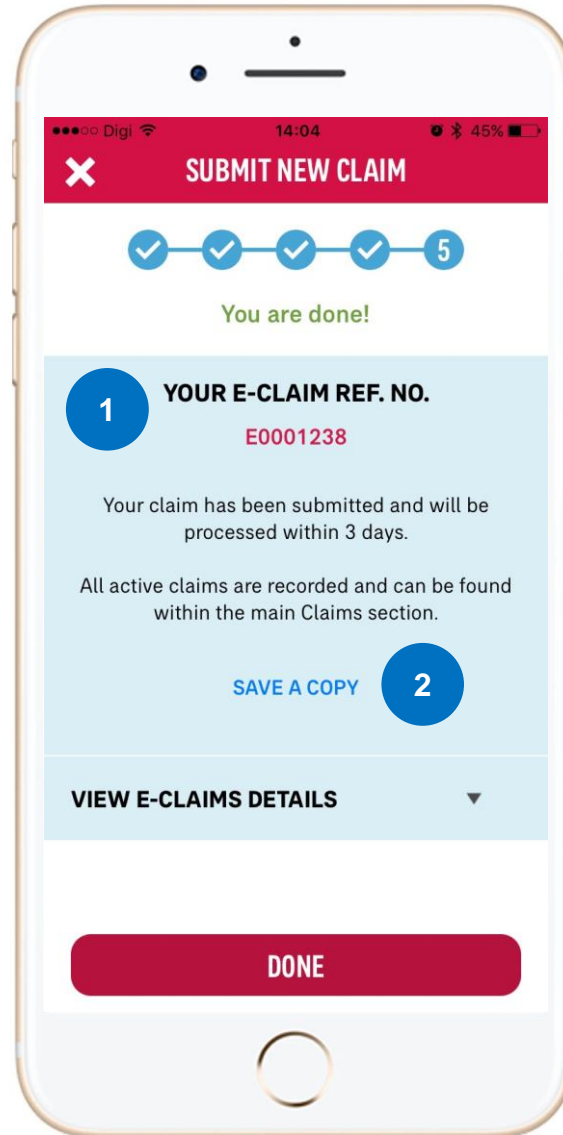 Digi 14:04 45%
SUBMIT NEW CLAIM
5
You are done!
1
YOUR E-CLAIM REF. NO.
E0001238
Your claim has been submitted and will be
processed within 3 days.
All active claims are recorded and can be found
within the main Claims section.
SAVE A COPY
2
VIEW E-CLAIMS DETAILS
DONE